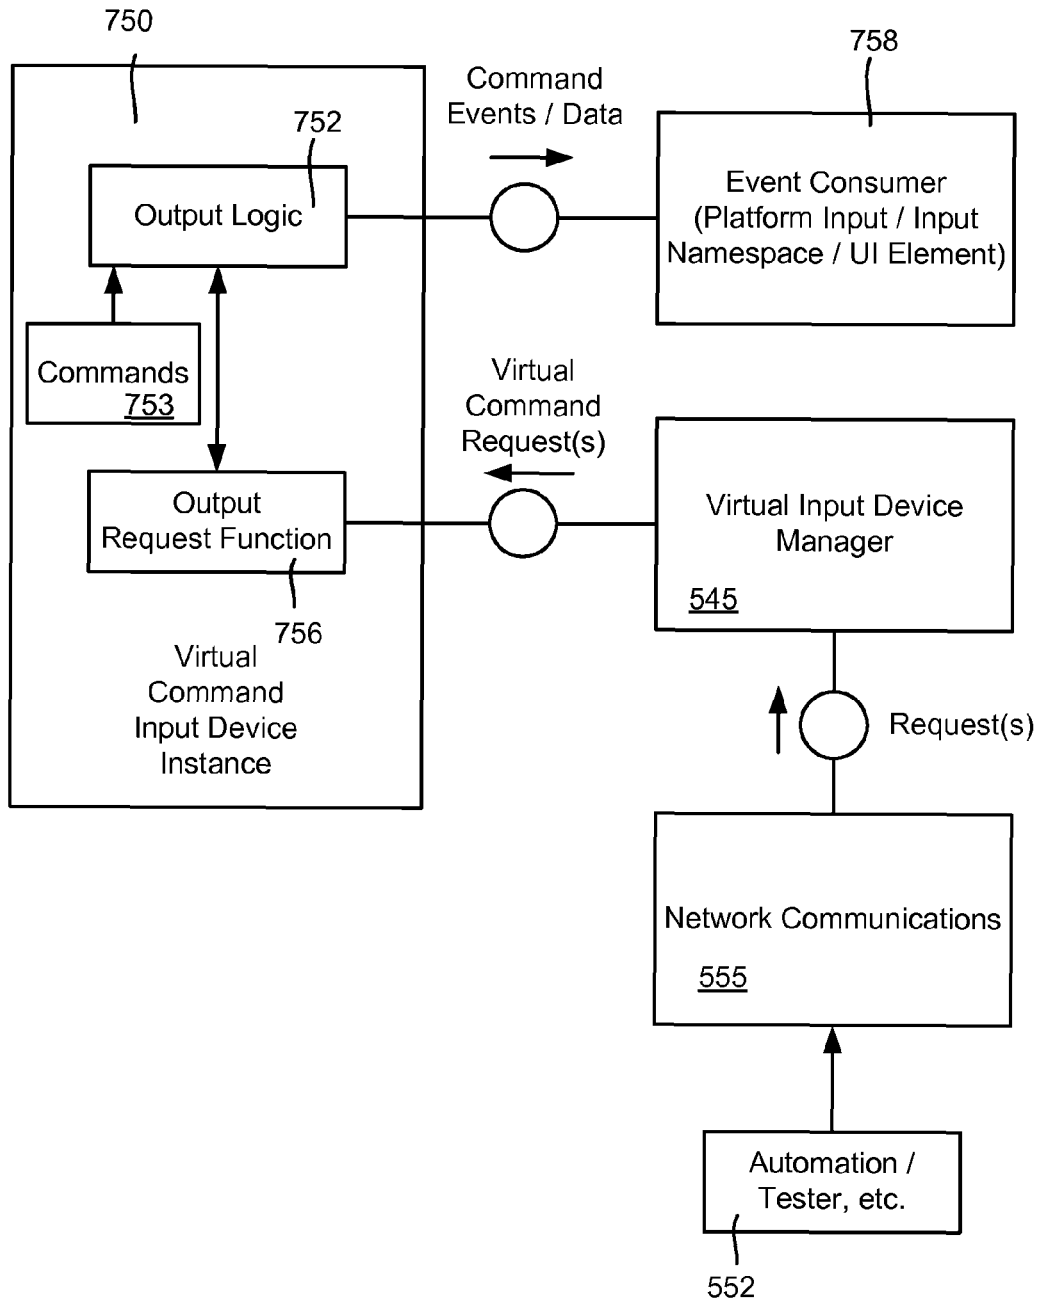 750
758
Command
Events / Data
752
Output Logic
Event Consumer
(Platform Input / Input
Namespace / UI Element)
Commands
753
Virtual
Command
Request(s)
Output
Request Function
756
Virtual Input Device
Manager
545
Virtual
Command
Input Device
Instance
Request(s)
Network Communications
555
Automation /
Tester, etc.
552